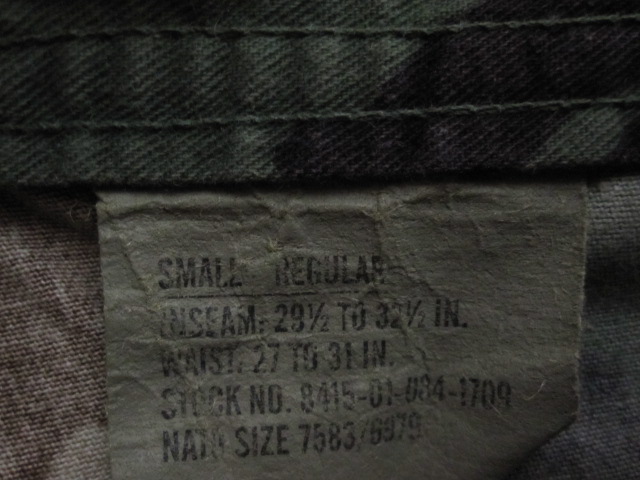 SMALL REGULAR
INSEAM: 29½ TO 32½ IN.
WAIST: 27 TO 31 IN.
STOCK NO. 8415-01-084-1709
NATO SIZE 7583/6979